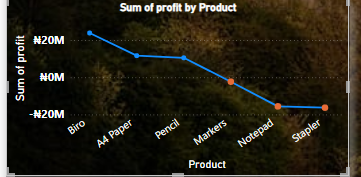 Sum of profit by Product
Sum of profit
₦20M
₦0M
-₦20M
Biro
A4 Paper
Pencil
Markers
Notepad
Stapler
Product